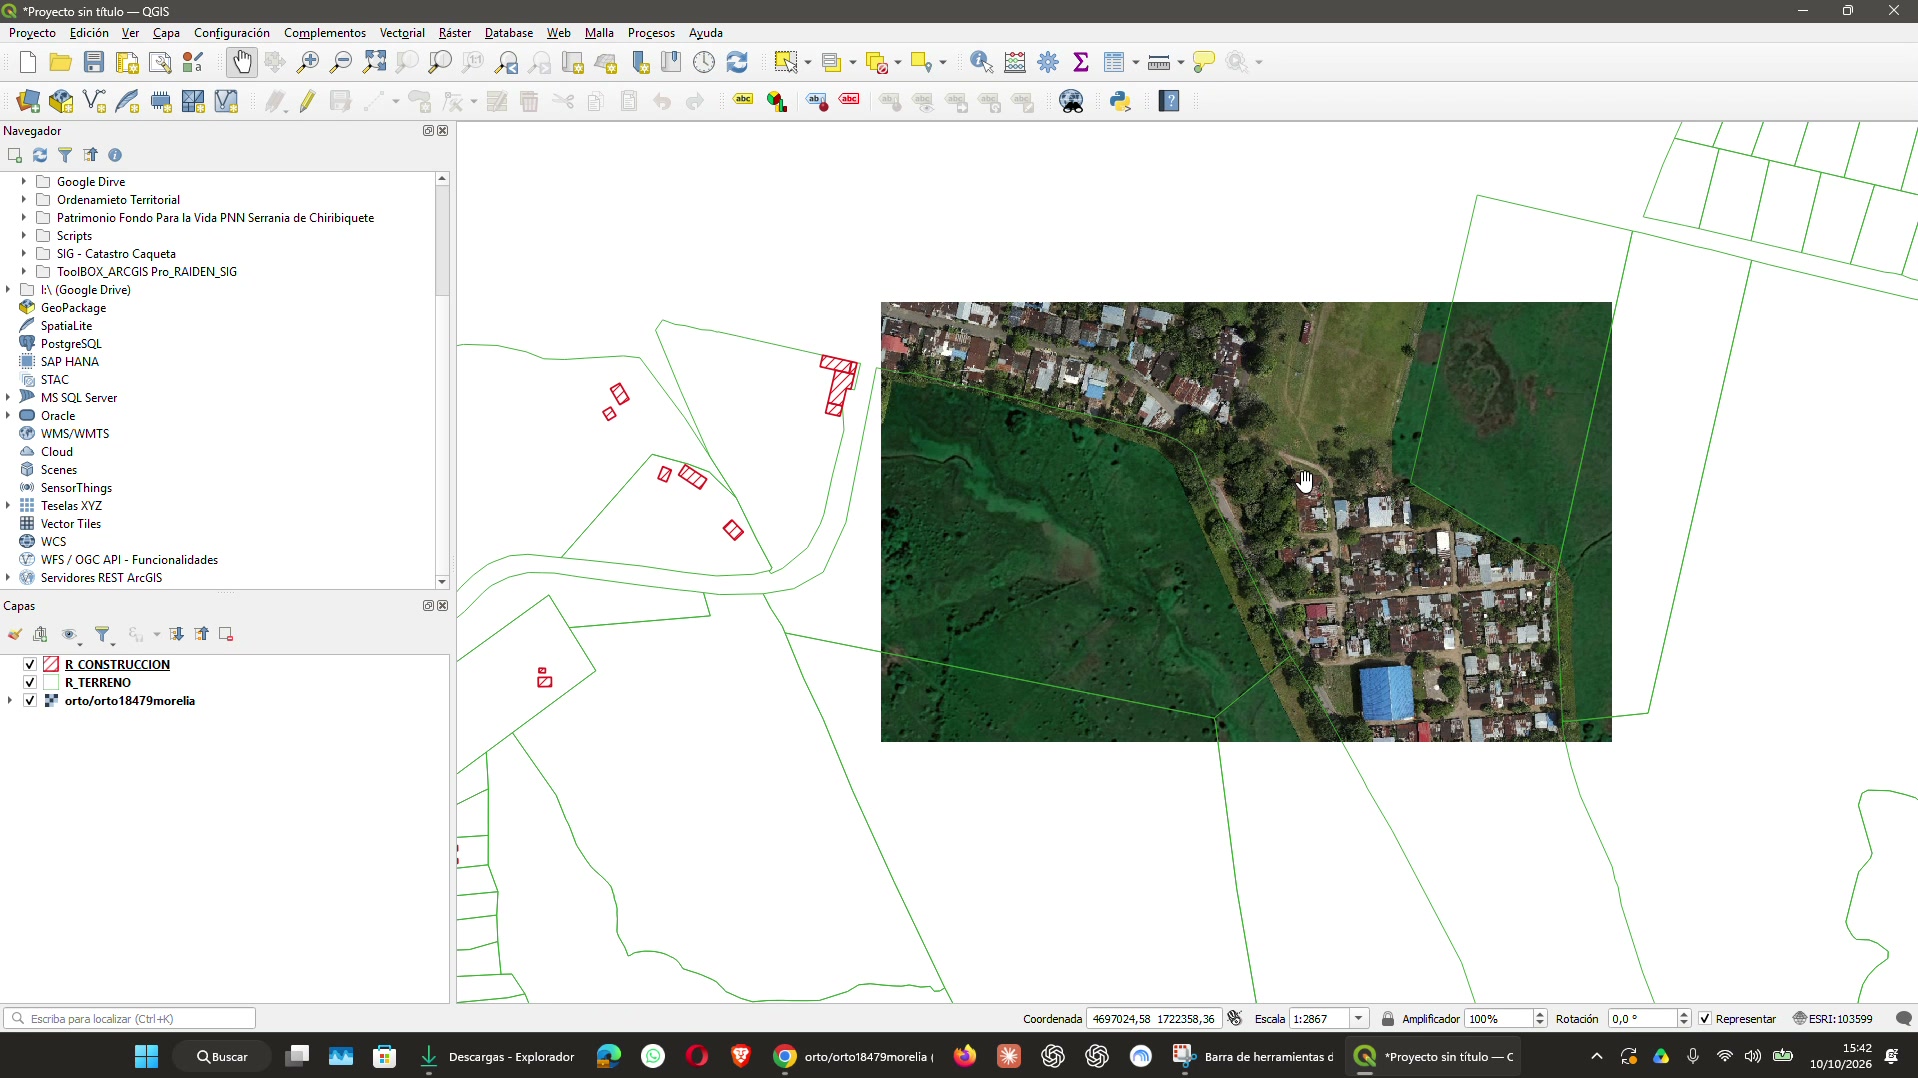 *Proyecto sin título — QGIS
Proyecto Edición Ver Capa Configuración Complementos Vectorial Ráster Database Web Malla Procesos Ayuda
Navegador
Google Dirve
Ordenamieto Territorial
Patrimonio Fondo Para la Vida PNN Serrania de Chiribiquete
Scripts
SIG - Catastro Caqueta
ToolBOX_ARCGIS Pro_RAIDEN_SIG
I:\ (Google Drive)
GeoPackage
SpatiaLite
PostgreSQL
SAP HANA
STAC
MS SQL Server
Oracle
WMS/WMTS
Cloud
Scenes
SensorThings
Teselas XYZ
Vector Tiles
WCS
WFS / OGC API - Funcionalidades
Servidores REST ArcGIS
Capas
R_CONSTRUCCION
R_TERRENO
orto/orto18479morelia
Escriba para localizar (Ctrl+K)
Coordenada 4697024,58 1722358,36 Escala 1:2867 Amplificador 100% Rotación 0,0 ° Representar ESRI:103599
Buscar Descargas - Explorador orto/orto18479morelia ( Barra de herramientas d *Proyecto sin título — C
15:42
10/10/2026